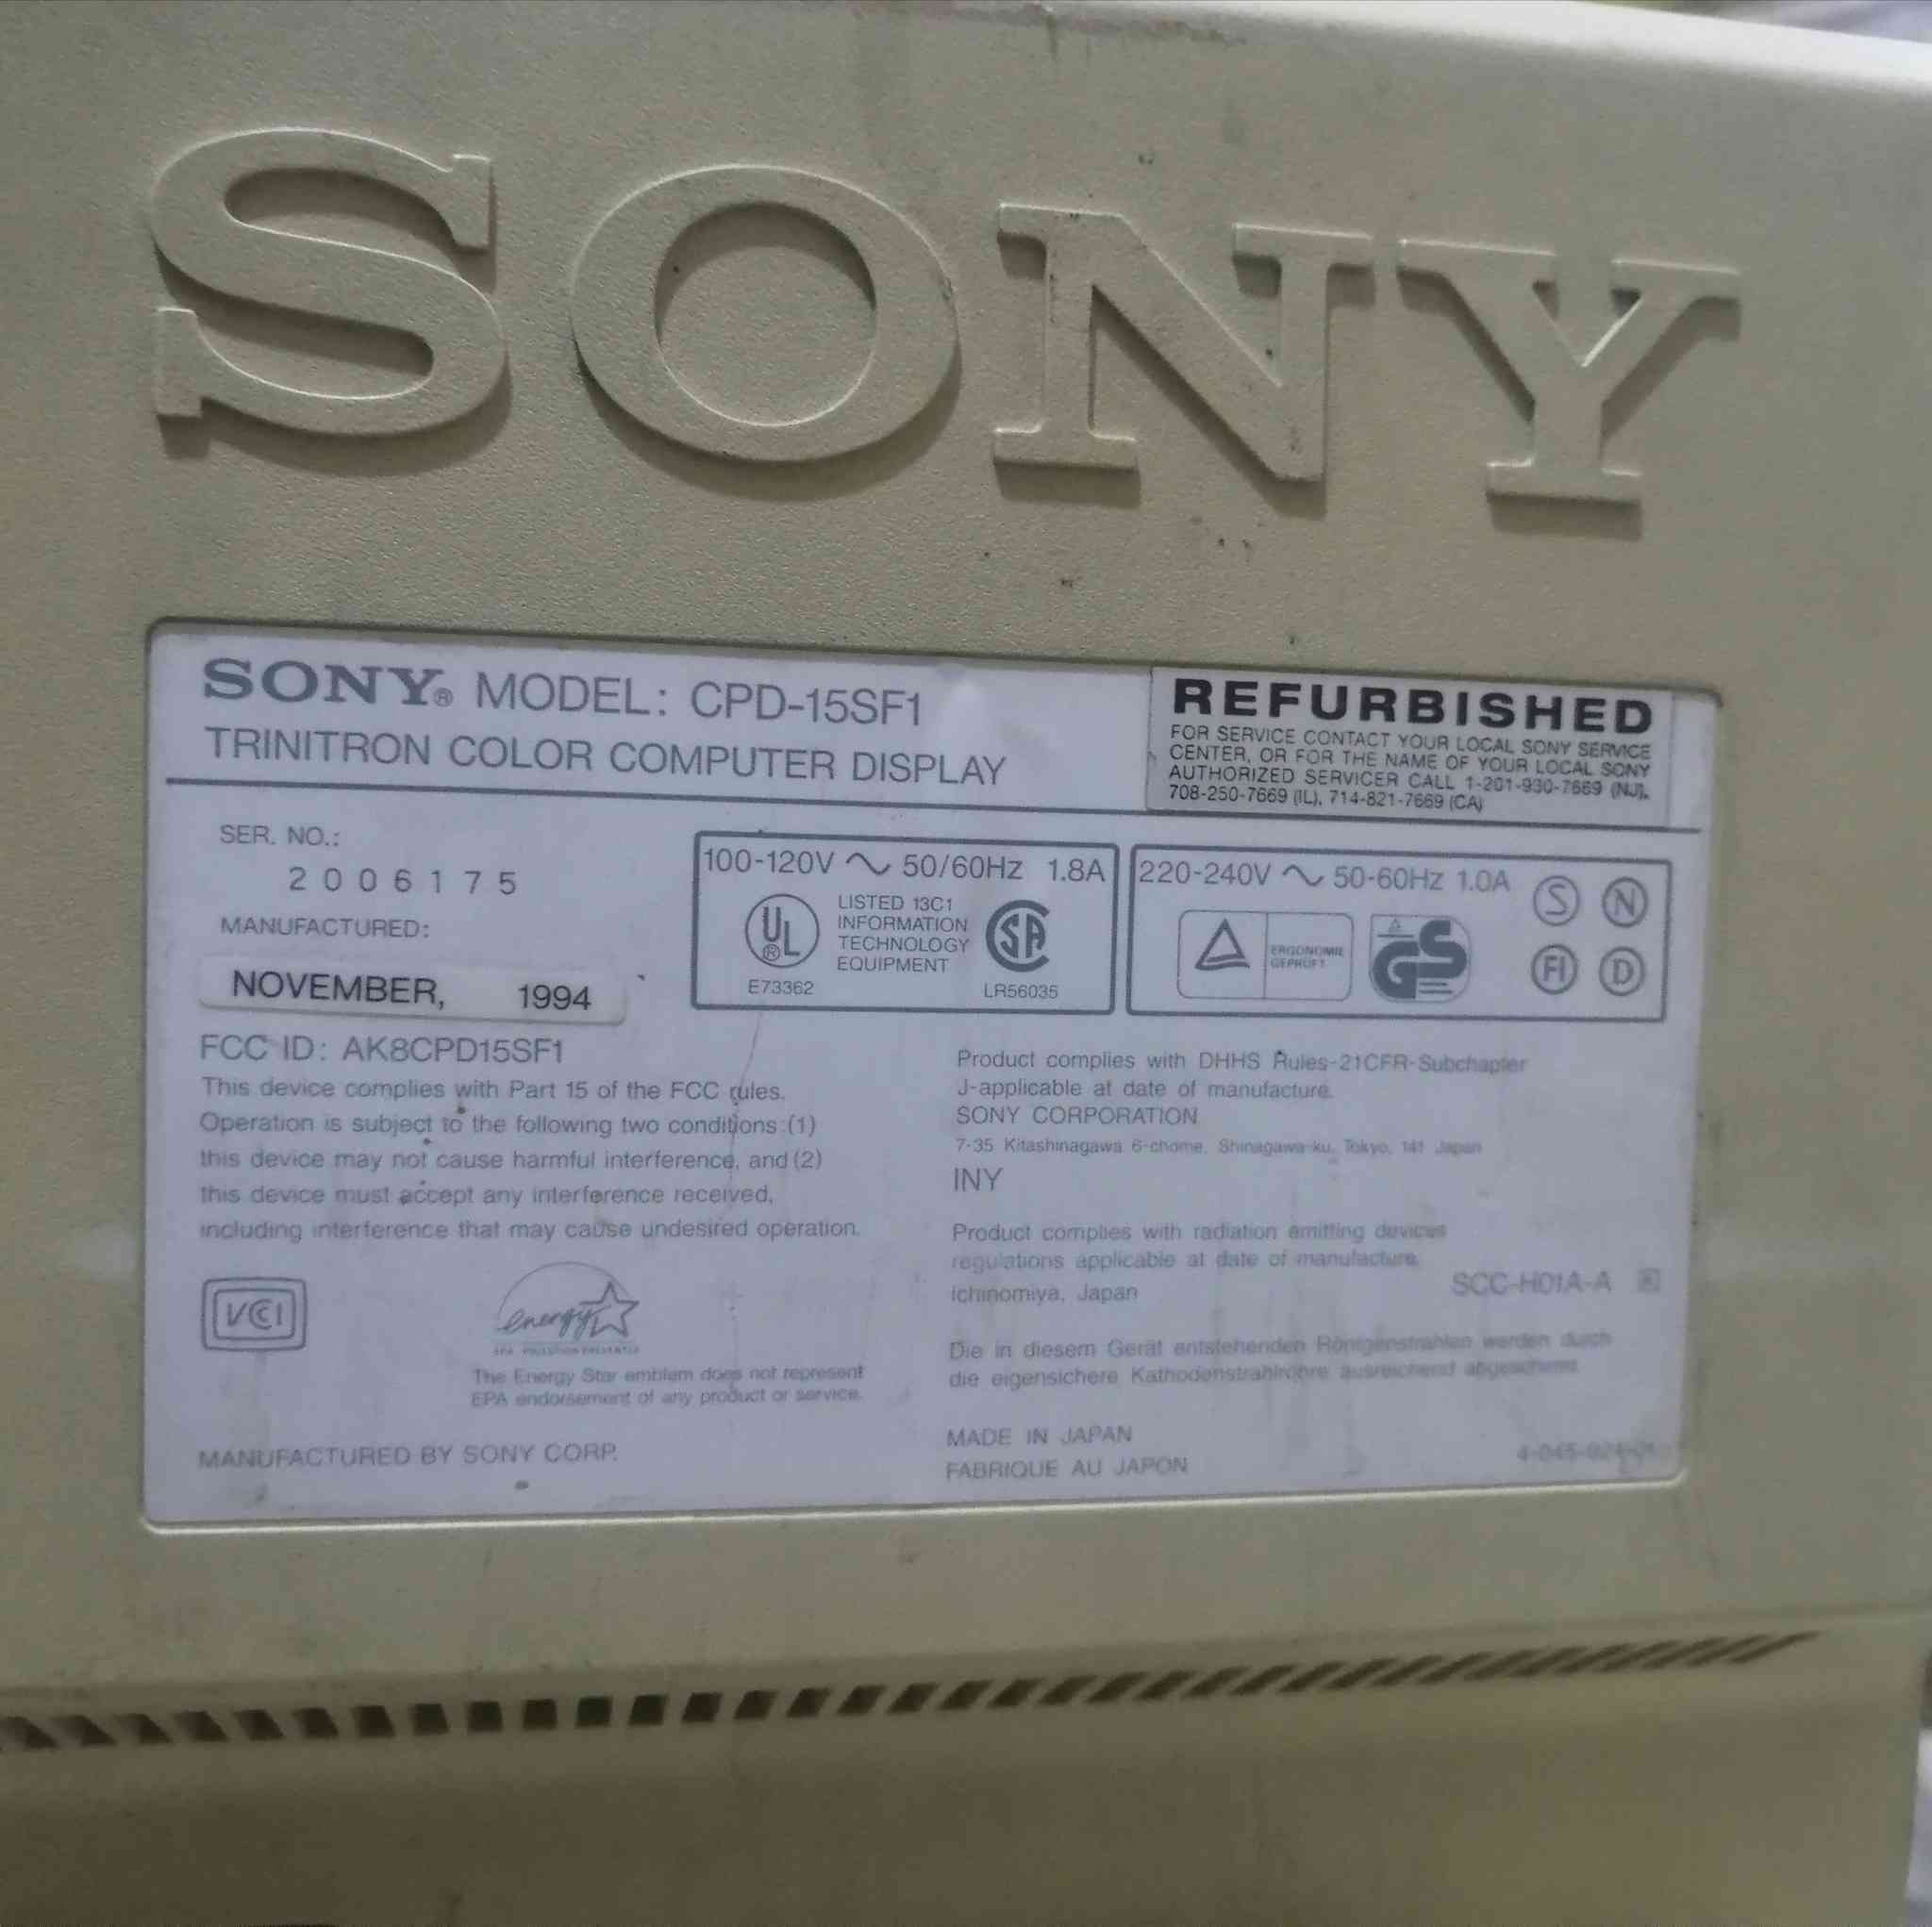 SONY
SONY® MODEL: CPD-15SF1
TRINITRON COLOR COMPUTER DISPLAY
REFURBISHED
FOR SERVICE CONTACT YOUR LOCAL SONY SERVICE
CENTER, OR FOR THE NAME OF YOUR LOCAL SONY
AUTHORIZED SERVICER CALL 1-201-930-7669 (NJ),
708-250-7669 (IL), 714-821-7669 (CA)
SER. NO.:
2006175
MANUFACTURED:
NOVEMBER, 1994
100-120V ~ 50/60Hz 1.8A
UL
®
LISTED 13C1
INFORMATION
TECHNOLOGY
EQUIPMENT
SA
E73362
LR56035
220-240V ~ 50-60Hz 1.0A
ERGONOMIE
GEPRÜFT
GS
S
N
FI
D
FCC ID: AK8CPD15SF1
This device complies with Part 15 of the FCC rules.
Operation is subject to the following two conditions:(1)
this device may not cause harmful interference, and (2)
this device must accept any interference received,
including interference that may cause undesired operation.
VCCI
energy
EPA POLLUTION PREVENTER
The Energy Star emblem does not represent
EPA endorsement of any product or service.
MANUFACTURED BY SONY CORP.
Product complies with DHHS Rules-21CFR-Subchapter
J-applicable at date of manufacture.
SONY CORPORATION
7-35 Kitashinagawa 6-chome, Shinagawa-ku, Tokyo, 141 Japan
INY
Product complies with radiation emitting devices
regulations applicable at date of manufacture.
Ichinomiya, Japan
SCC-H01A-A
Die in diesem Gerät entstehenden Röntgenstrahlen werden durch
die eigensichere Kathodenstrahlröhre ausreichend abgeschirmt.
MADE IN JAPAN
FABRIQUE AU JAPON